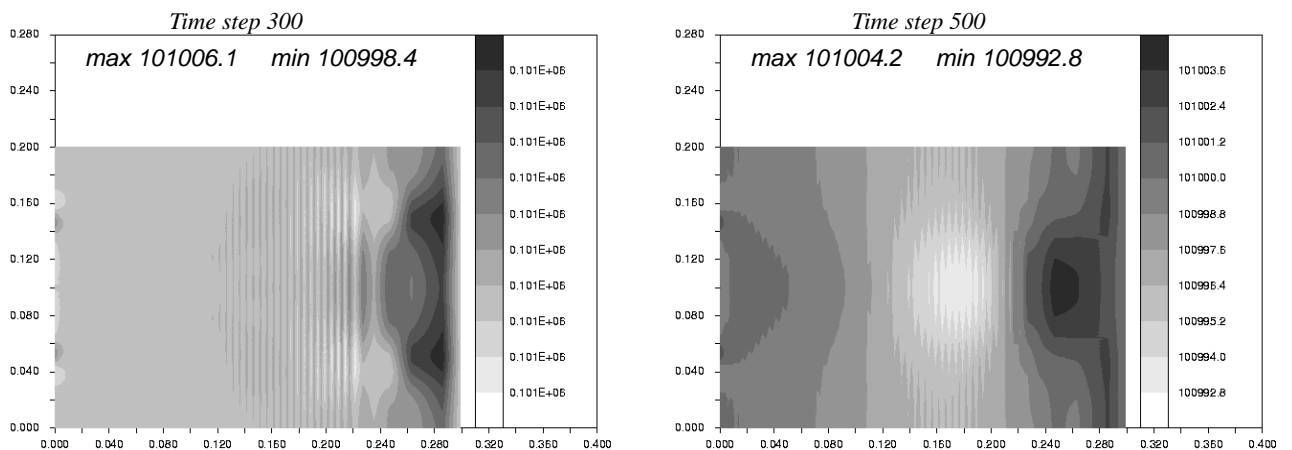 Time step 300
max 101006.1 min 100998.4
0.280
0.240
0.200
0.160
0.120
0.080
0.040
0.000
0.000 0.040 0.080 0.120 0.160 0.200 0.240 0.280 0.320 0.360 0.400
0.101E+06
0.101E+06
0.101E+06
0.101E+06
0.101E+06
0.101E+06
0.101E+06
0.101E+06
0.101E+06
0.101E+06
Time step 500
max 101004.2 min 100992.8
0.280
0.240
0.200
0.160
0.120
0.080
0.040
0.000
0.000 0.040 0.080 0.120 0.160 0.200 0.240 0.280 0.320 0.360 0.400
101003.6
101002.4
101001.2
101000.0
100998.8
100997.6
100996.4
100995.2
100994.0
100992.8